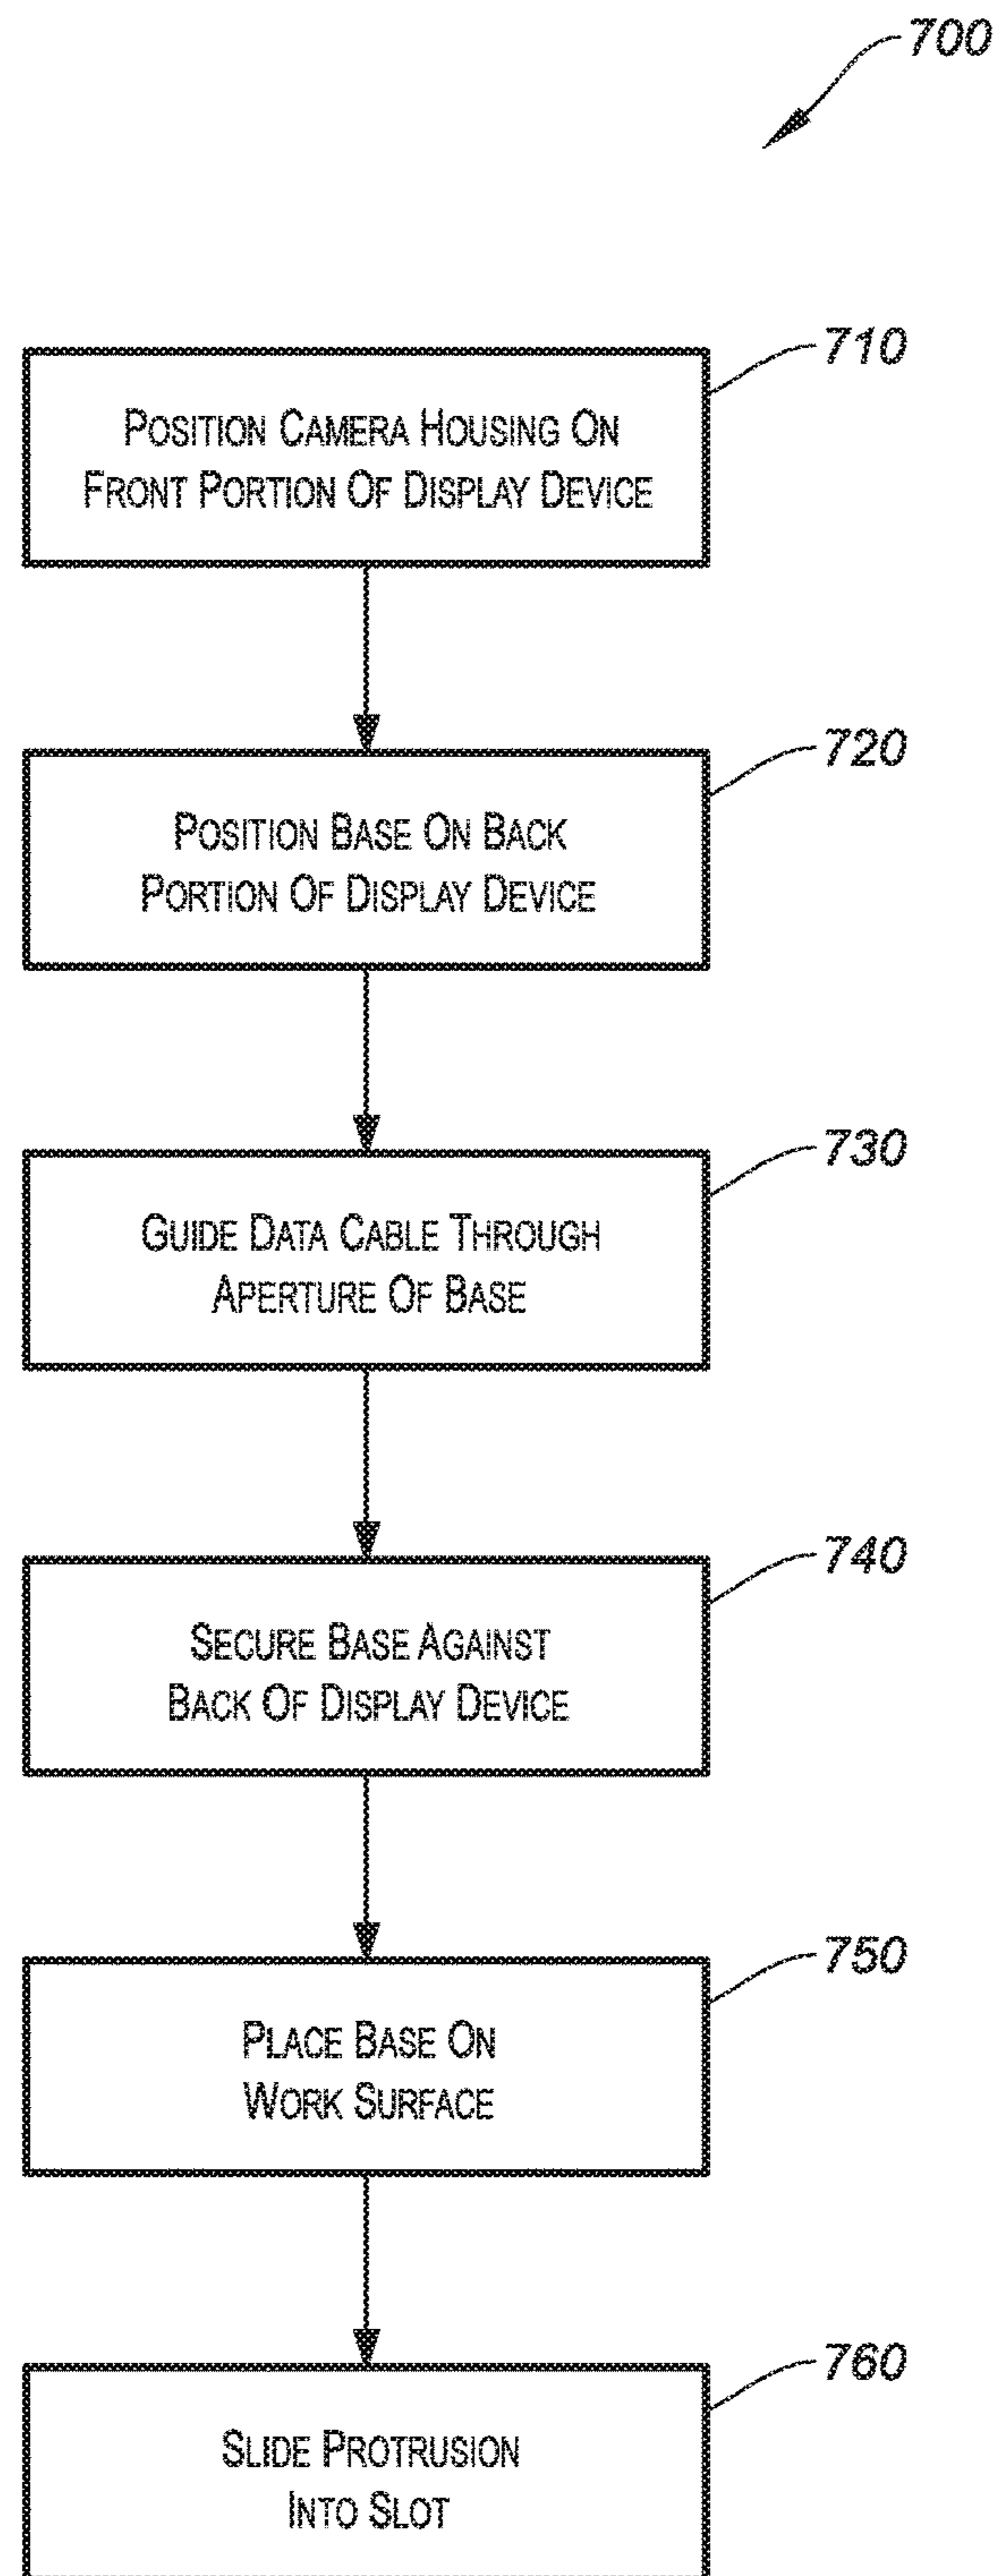 700
710
POSITION CAMERA HOUSING ON
FRONT PORTION OF DISPLAY DEVICE
720
POSITION BASE ON BACK
PORTION OF DISPLAY DEVICE
730
GUIDE DATA CABLE THROUGH
APERTURE OF BASE
740
SECURE BASE AGAINST
BACK OF DISPLAY DEVICE
750
PLACE BASE ON
WORK SURFACE
760
SLIDE PROTRUSION
INTO SLOT